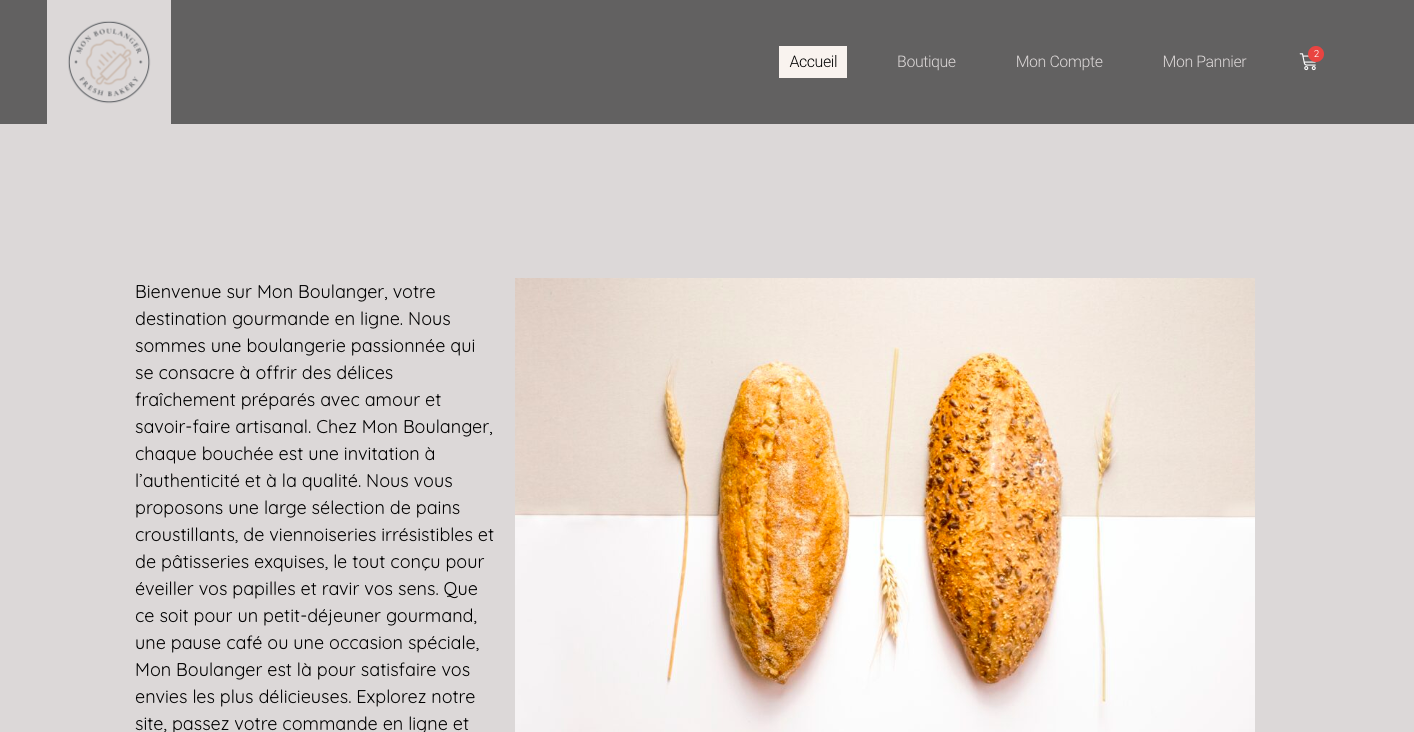 MON BOULANGER
FRESH BAKERY
Accueil
Boutique
Mon Compte
Mon Pannier
2
Bienvenue sur Mon Boulanger, votre
destination gourmande en ligne. Nous
sommes une boulangerie passionnée qui
se consacre à offrir des délices
fraîchement préparés avec amour et
savoir-faire artisanal. Chez Mon Boulanger,
chaque bouchée est une invitation à
l’authenticité et à la qualité. Nous vous
proposons une large sélection de pains
croustillants, de viennoiseries irrésistibles et
de pâtisseries exquises, le tout conçu pour
éveiller vos papilles et ravir vos sens. Que
ce soit pour un petit-déjeuner gourmand,
une pause café ou une occasion spéciale,
Mon Boulanger est là pour satisfaire vos
envies les plus délicieuses. Explorez notre
site, passez votre commande en ligne et